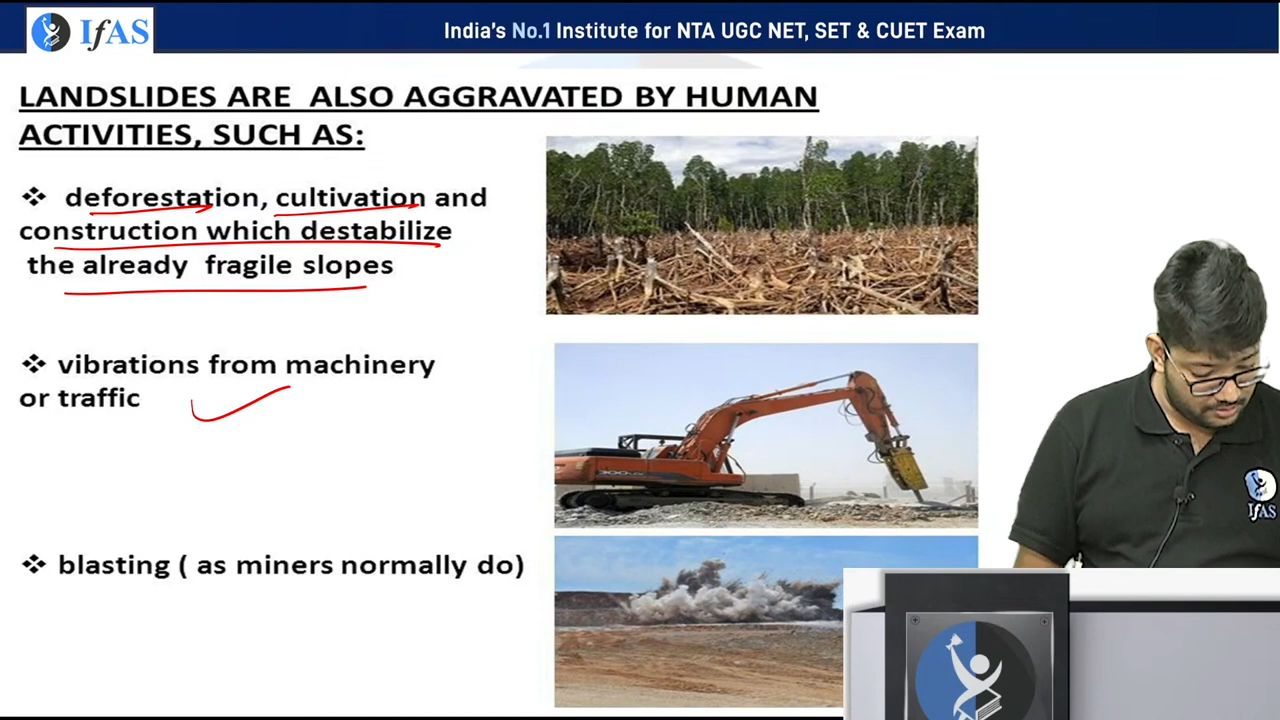 IfAS
India's No.1 Institute for NTA UGC NET, SET & CUET Exam
LANDSLIDES ARE ALSO AGGRAVATED BY HUMAN
ACTIVITIES, SUCH AS:
❖ deforestation, cultivation and
construction which destabilize
the already fragile slopes
❖ vibrations from machinery
or traffic
❖ blasting ( as miners normally do)
300
IfAS